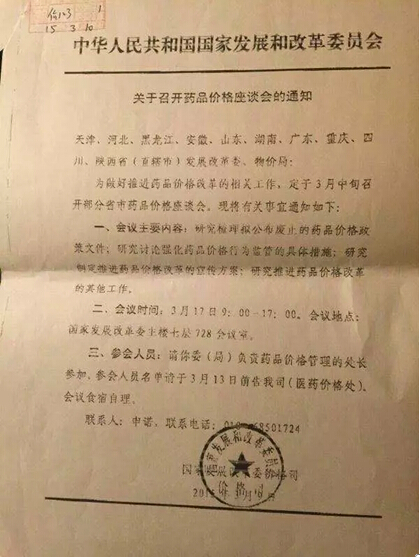 15 3 10
中华人民共和国国家发展和改革委员会
关于召开药品价格座谈会的通知
天津、河北、黑龙江、安徽、山东、湖南、广东、重庆、四
川、陕西省（直辖市）发展改革委、物价局：
为做好推进药品价格改革的相关工作，定于3月中旬召
开部分省市药品价格座谈会。现将有关事宜通知如下：
一、会议主要内容：研究梳理拟公布废止的药品价格政
策文件；研究讨论强化药品价格行为监管的具体措施；研究
制定推进药品价格改革的宣传方案；研究推进药品价格改革
的其他工作。
二、会议时间：3月17日9：00-17：00。会议地点：
国家发展改革委主楼七层728会议室。
三、参会人员：请你委（局）负责药品价格管理的处长
参加，参会人员名单请于3月13日前告我司（医药价格处）。
会议食宿自理。
联系人：申诺，联系电话：010-68501724
国家发展改革委价格司